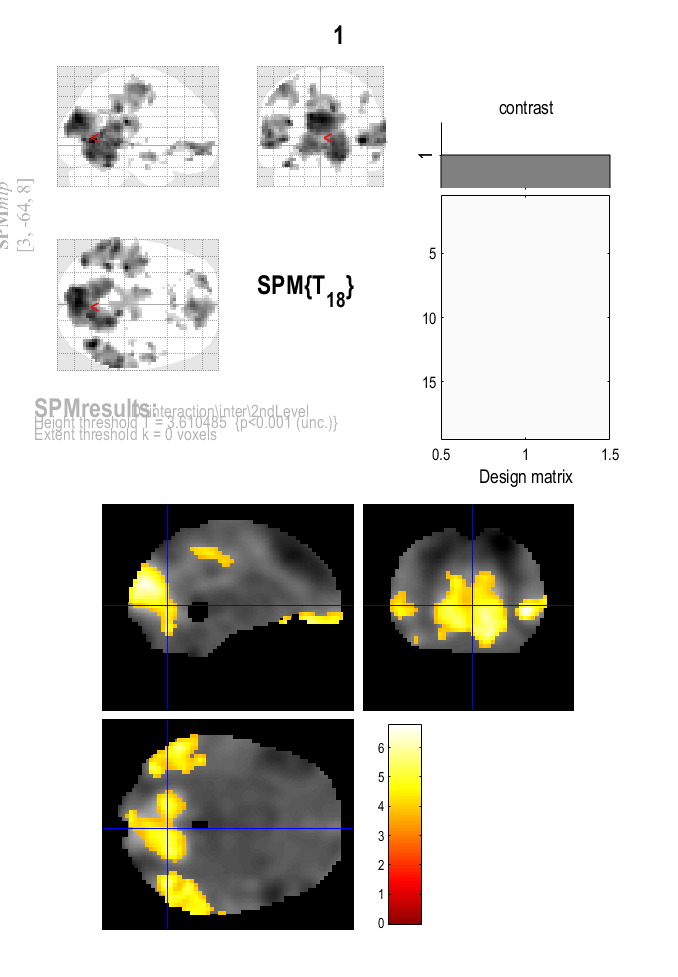 1
contrast
1
SPMmip
[3, -64, 8]
5
10
15
0.5 1 1.5
Design matrix
SPM{T18}
SPMresults: interaction\inter\2ndLevel
Height threshold T = 3.610485 {p<0.001 (unc.)}
Extent threshold k = 0 voxels
6
5
4
3
2
1
0